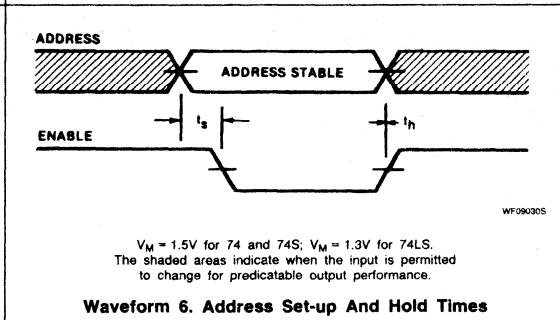 ADDRESS
ADDRESS STABLE
ts
th
ENABLE
WF09030S
VM = 1.5V for 74 and 74S; VM = 1.3V for 74LS.
The shaded areas indicate when the input is permitted
to change for predicatable output performance.
Waveform 6. Address Set-up And Hold Times